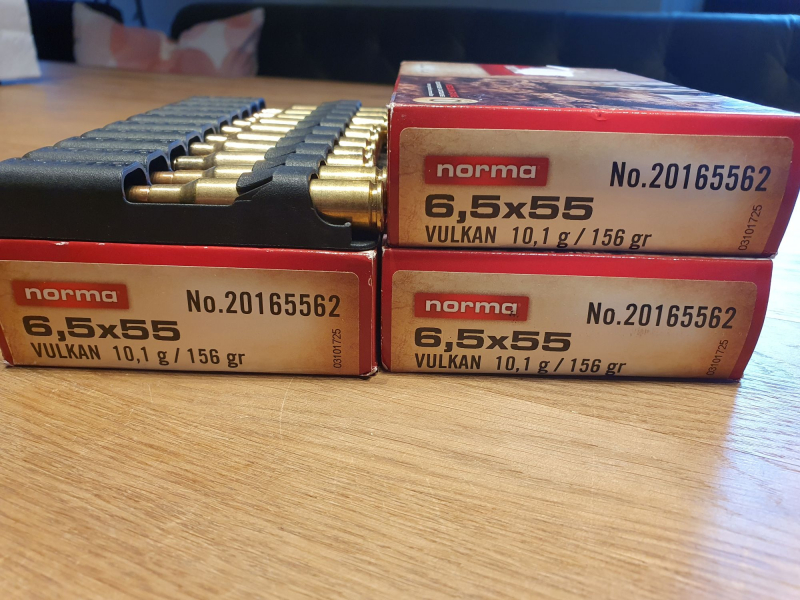 norma
No.20165562
6,5x55
VULKAN 10,1 g / 156 gr
03101725
norma
No.20165562
6,5x55
VULKAN 10,1 g / 156 gr
03101725
norma
No.20165562
6,5x55
VULKAN 10,1 g / 156 gr
03101725